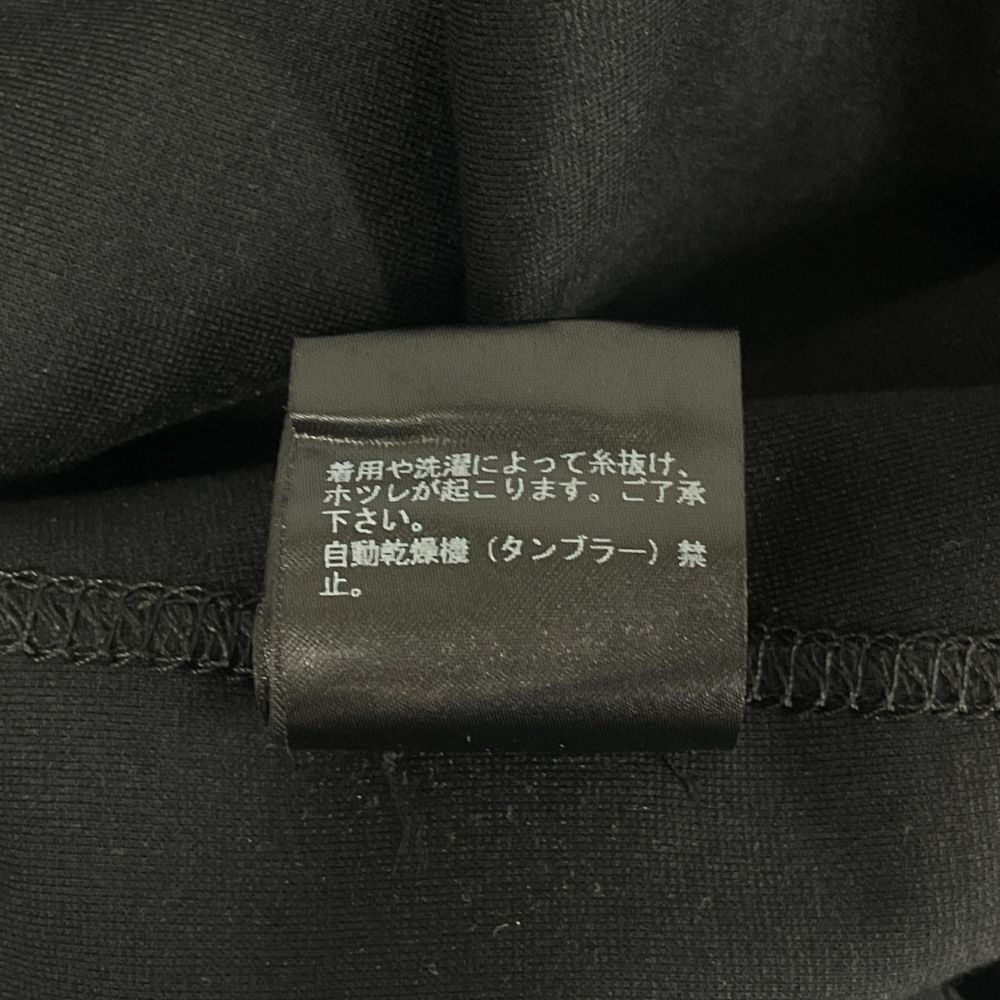 着用や洗濯によって糸抜け、
ホツレが起こります。ご了承
下さい。
自動乾燥機（タンブラー）禁
止。